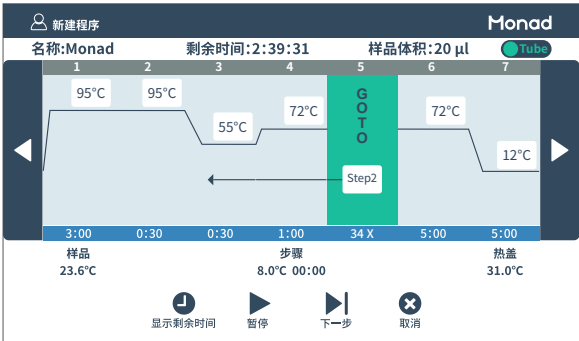 新建程序
Monad
名称:Monad 剩余时间:2:39:31 样品体积:20 μl Tube
1 2 3 4 5 6 7
95℃ 95℃ 55℃ 72℃ GOTO 72℃ 12℃
Step2
3:00 0:30 0:30 1:00 34 X 5:00 5:00
样品 步骤 热盖
23.6℃ 8.0℃ 00:00 31.0℃
显示剩余时间 暂停 下一步 取消